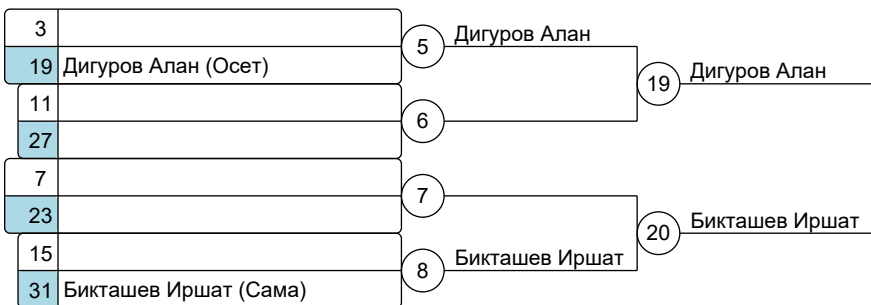 3
5 Дигуров Алан
19 Дигуров Алан (Осет)
19 Дигуров Алан
11
6
27
7
7
23
20 Бикташев Иршат
15
8 Бикташев Иршат
31 Бикташев Иршат (Сама)